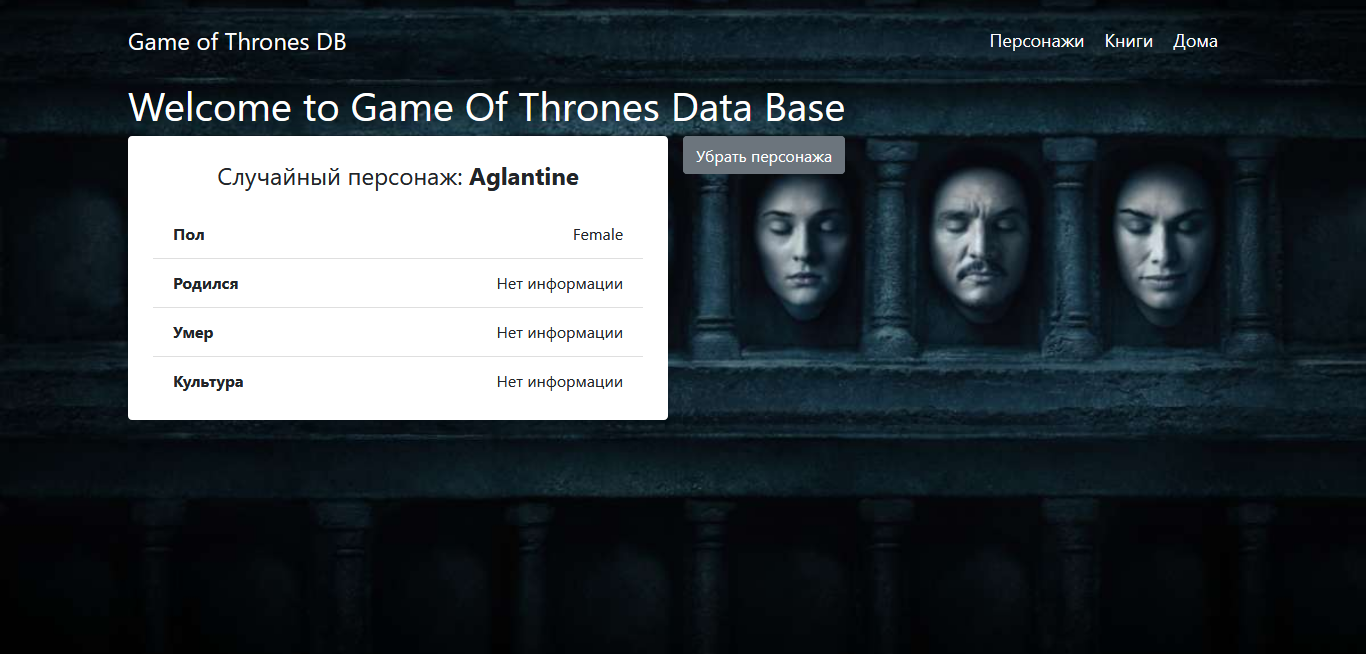 Game of Thrones DB
Персонажи Книги Дома
Welcome to Game Of Thrones Data Base
Случайный персонаж: Aglantine
Убрать персонажа
Пол Female
Родился Нет информации
Умер Нет информации
Культура Нет информации